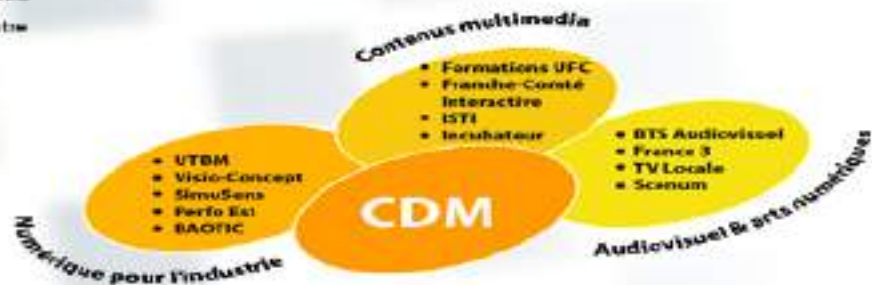 Contenus multimedia
• Formations UFC
• Franche-Comté
Interactive
• ISTI
• Incubateur
• UTBM
• Visio-Concept
• SimuSens
• Perfo Est
• BAOTIC
Numérique pour l'industrie
CDM
• BTS Audiovisuel
• France 3
• TV Locale
• Scenum
Audiovisuel & arts numériques